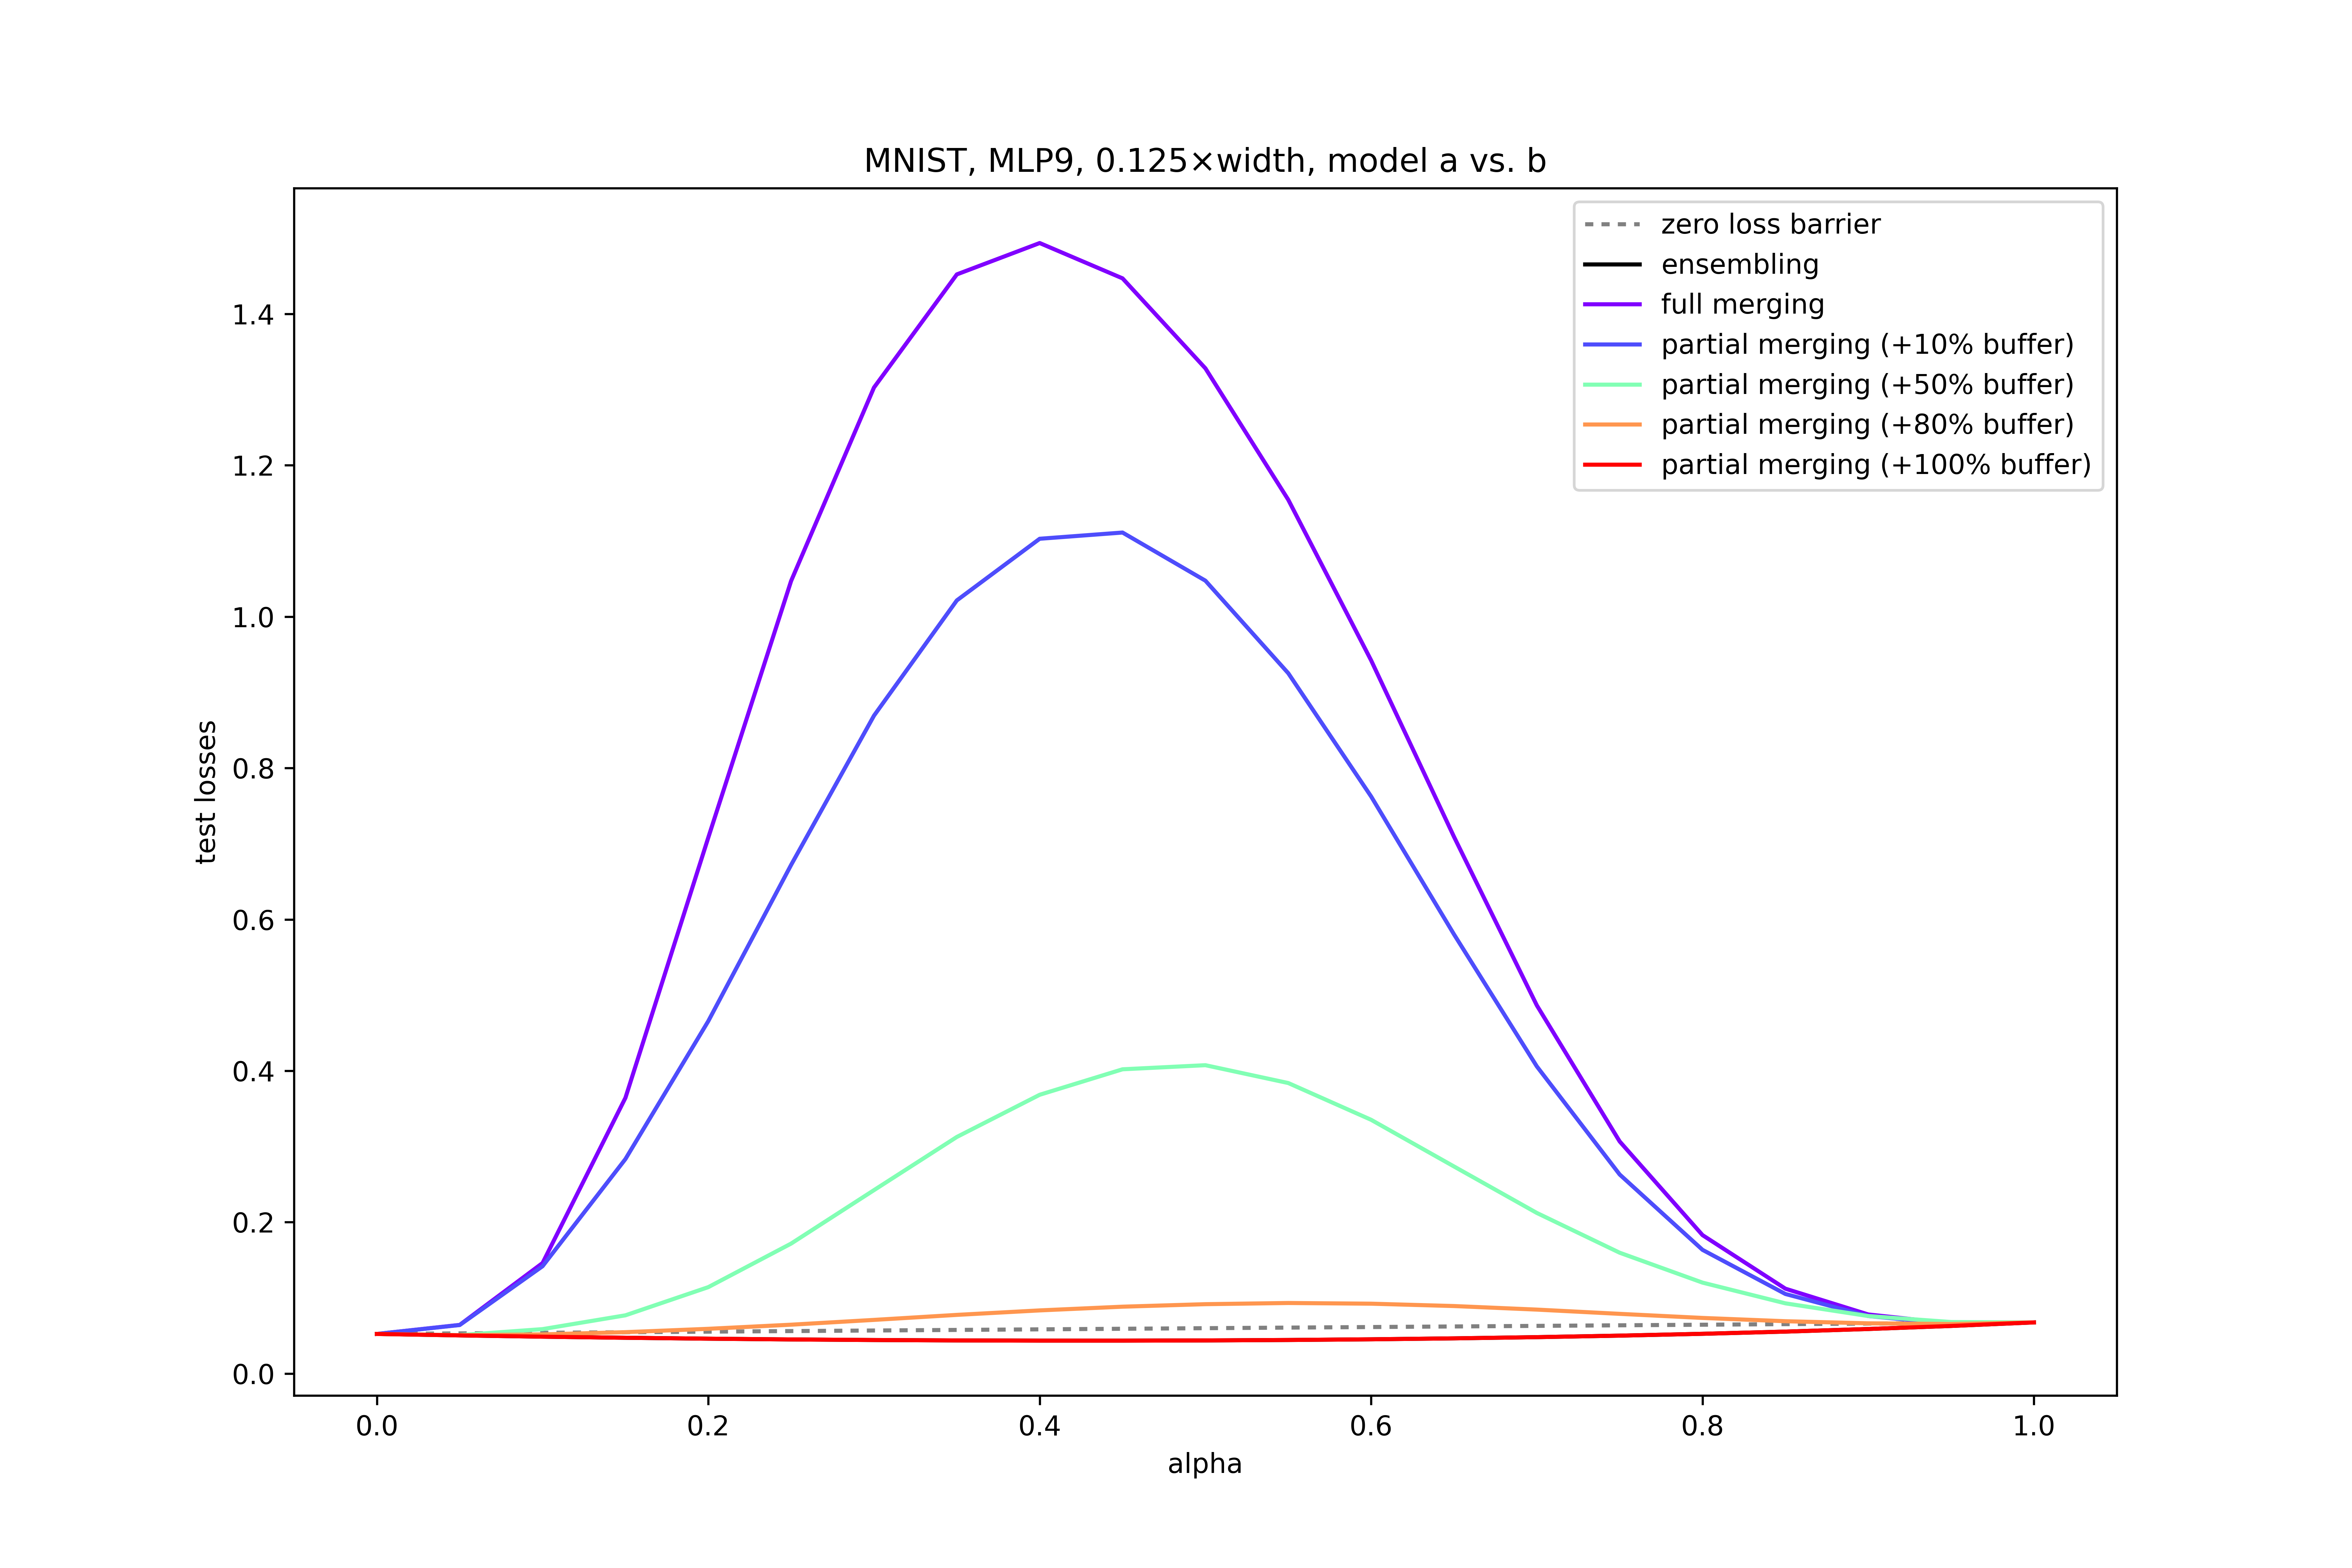 MNIST, MLP9, 0.125×width, model a vs. b
zero loss barrier
ensembling
full merging
partial merging (+10% buffer)
partial merging (+50% buffer)
partial merging (+80% buffer)
partial merging (+100% buffer)
test losses
1.4
1.2
1.0
0.8
0.6
0.4
0.2
0.0
0.0 0.2 0.4 0.6 0.8 1.0
alpha